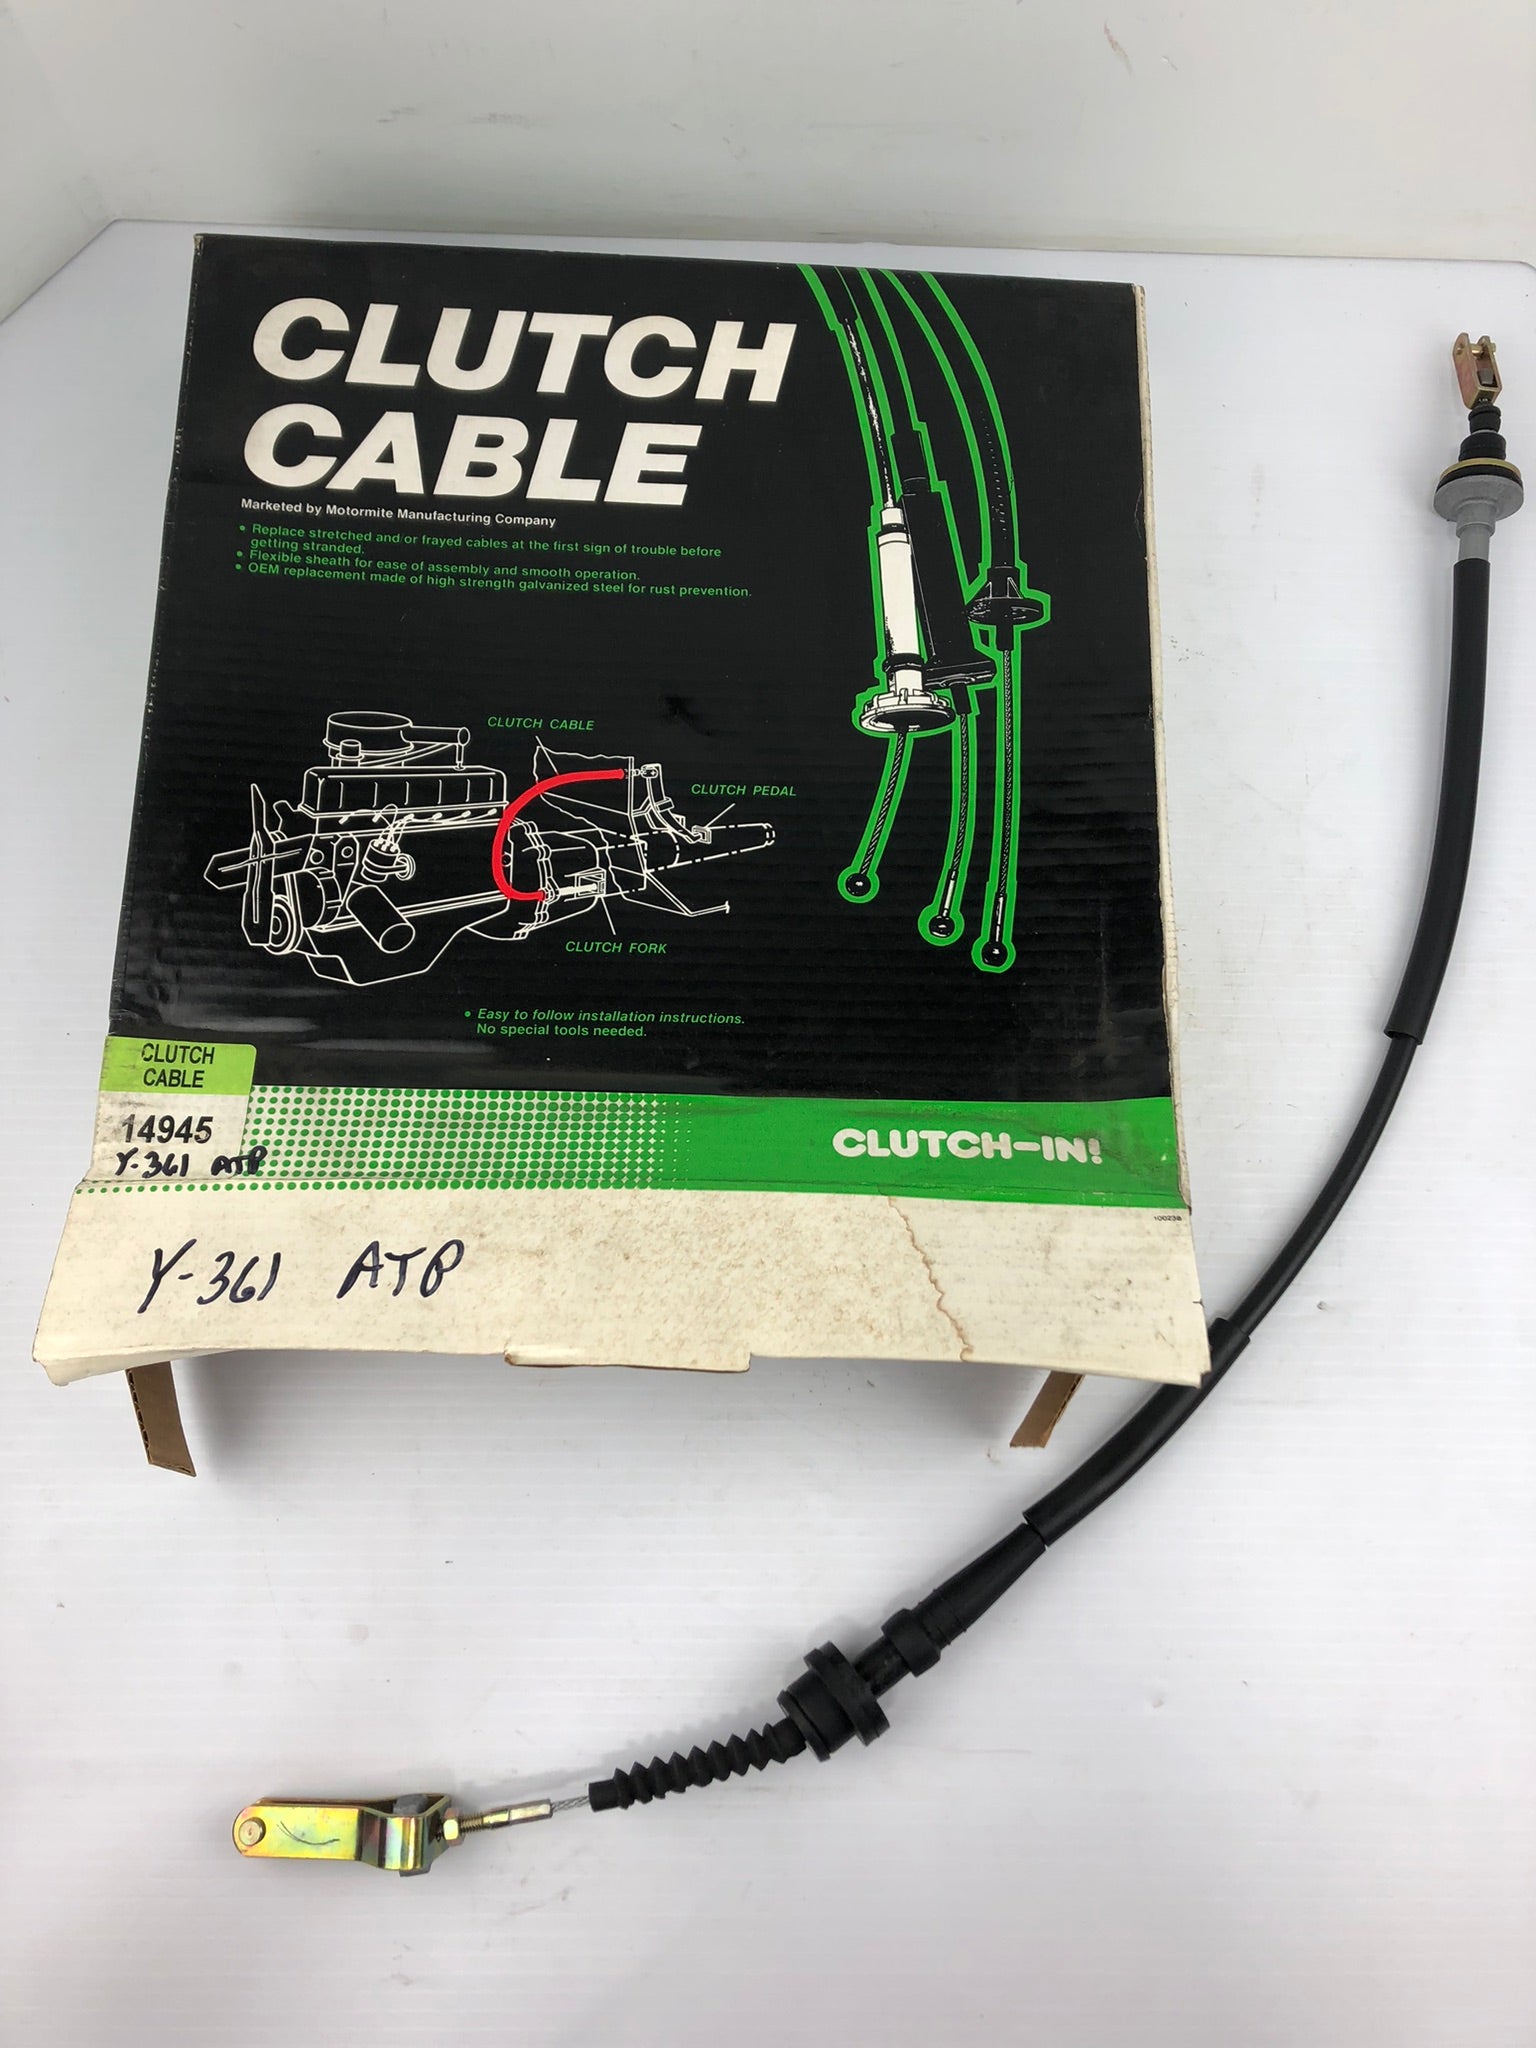 CLUTCH
CABLE
Marketed by Motormite Manufacturing Company
• Replace stretched and/or frayed cables at the first sign of trouble before
getting stranded.
• Flexible sheath for ease of assembly and smooth operation.
• OEM replacement made of high strength galvanized steel for rust prevention.
CLUTCH CABLE
CLUTCH PEDAL
CLUTCH FORK
• Easy to follow installation instructions.
No special tools needed.
CLUTCH
CABLE
14945
Y-361 ATP
CLUTCH-IN!
100238
Y-361 ATP